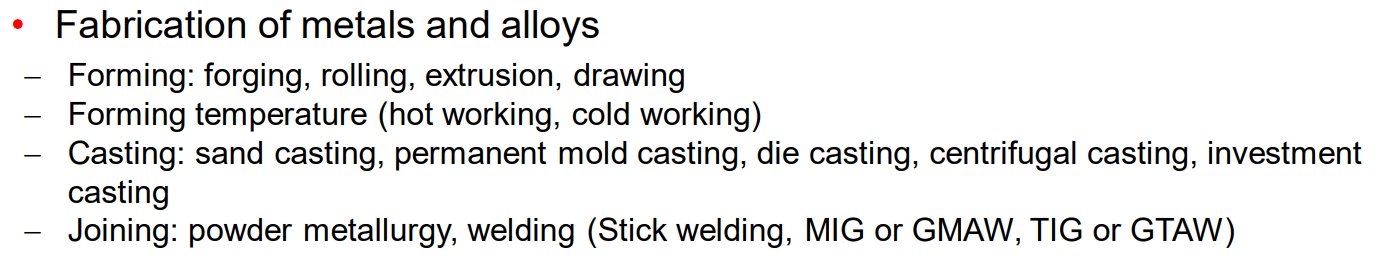 • Fabrication of metals and alloys
– Forming: forging, rolling, extrusion, drawing
– Forming temperature (hot working, cold working)
– Casting: sand casting, permanent mold casting, die casting, centrifugal casting, investment
casting
– Joining: powder metallurgy, welding (Stick welding, MIG or GMAW, TIG or GTAW)